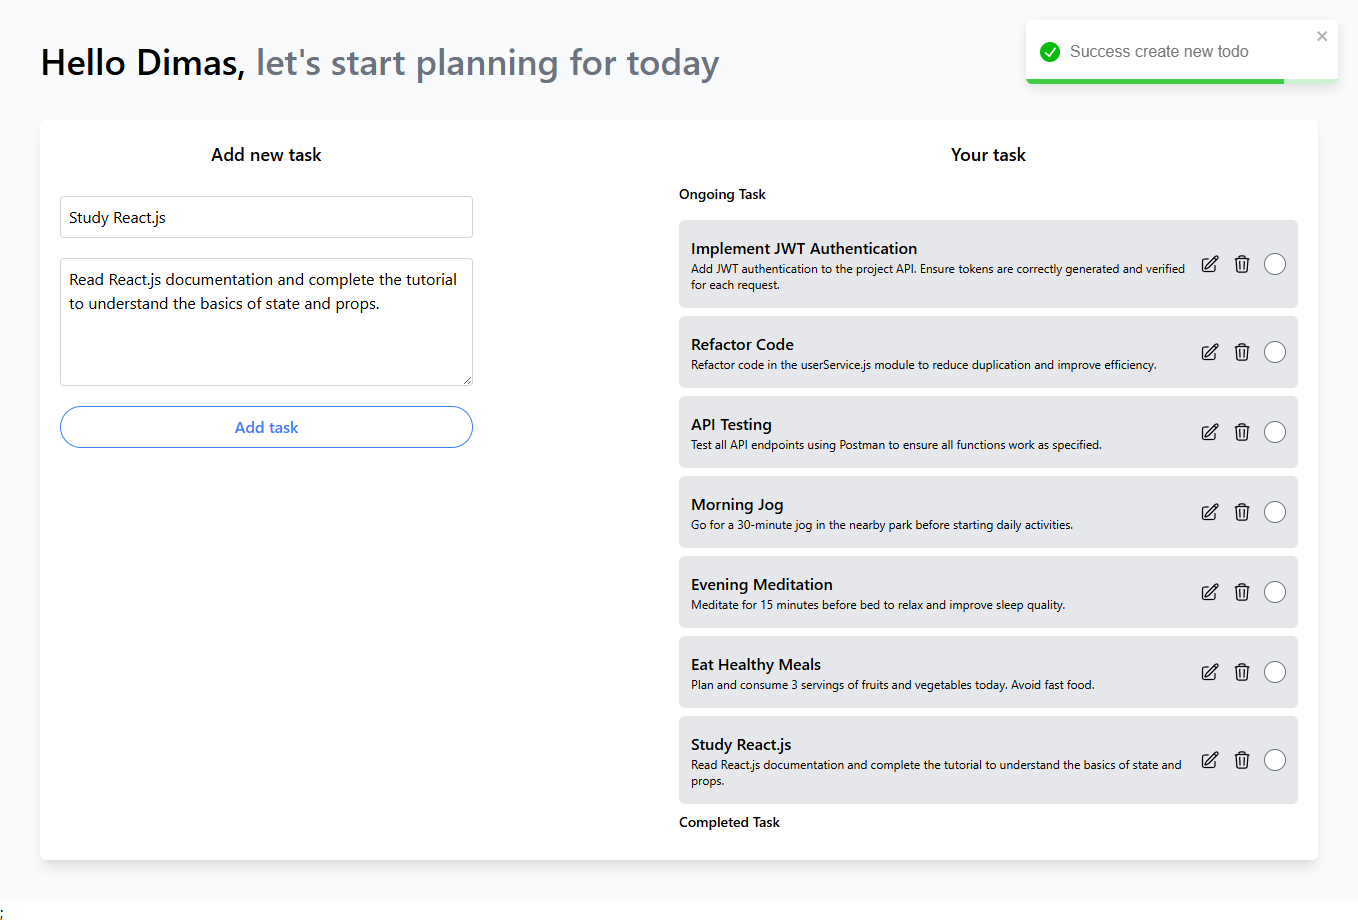 Hello Dimas, let's start planning for today
Success create new todo
Add new task
Study React.js
Read React.js documentation and complete the tutorial
to understand the basics of state and props.
Add task
Your task
Ongoing Task
Implement JWT Authentication
Add JWT authentication to the project API. Ensure tokens are correctly generated and verified
for each request.
Refactor Code
Refactor code in the userService.js module to reduce duplication and improve efficiency.
API Testing
Test all API endpoints using Postman to ensure all functions work as specified.
Morning Jog
Go for a 30-minute jog in the nearby park before starting daily activities.
Evening Meditation
Meditate for 15 minutes before bed to relax and improve sleep quality.
Eat Healthy Meals
Plan and consume 3 servings of fruits and vegetables today. Avoid fast food.
Study React.js
Read React.js documentation and complete the tutorial to understand the basics of state and
props.
Completed Task
;